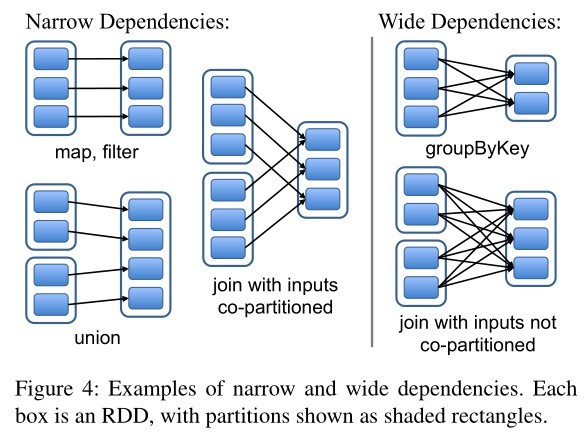 Narrow Dependencies:
map, filter
union
join with inputs
co-partitioned
Wide Dependencies:
groupByKey
join with inputs not
co-partitioned
Figure 4: Examples of narrow and wide dependencies. Each
box is an RDD, with partitions shown as shaded rectangles.